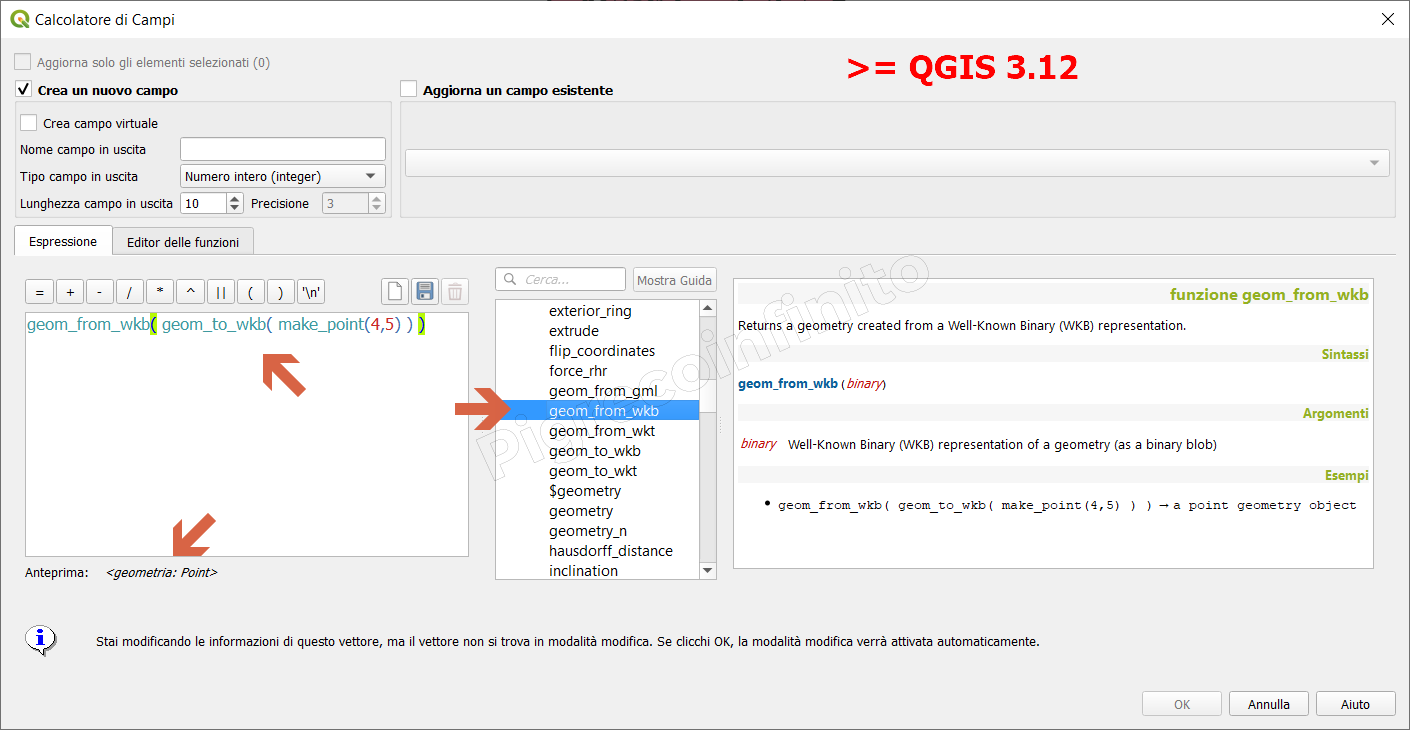 Calcolatore di Campi
Aggiorna solo gli elementi selezionati (0)
>= QGIS 3.12
Crea un nuovo campo
Aggiorna un campo esistente
Crea campo virtuale
Nome campo in uscita
Tipo campo in uscita Numero intero (integer)
Lunghezza campo in uscita 10 Precisione 3
Espressione Editor delle funzioni
= + - / * ^ || ( ) '\n'
Cerca... Mostra Guida
geom_from_wkb( geom_to_wkb( make_point(4,5) ) )
Anteprima: <geometria: Point>
exterior_ring
extrude
flip_coordinates
force_rhr
geom_from_gml
geom_from_wkb
geom_from_wkt
geom_to_wkb
geom_to_wkt
$geometry
geometry
geometry_n
hausdorff_distance
inclination
funzione geom_from_wkb
Returns a geometry created from a Well-Known Binary (WKB) representation.
Sintassi
geom_from_wkb (binary)
Argomenti
binary Well-Known Binary (WKB) representation of a geometry (as a binary blob)
Esempi
• geom_from_wkb( geom_to_wkb( make_point(4,5) ) ) → a point geometry object
Pigrecoinfinito
Stai modificando le informazioni di questo vettore, ma il vettore non si trova in modalità modifica. Se clicchi OK, la modalità modifica verrà attivata automaticamente.
OK Annulla Aiuto